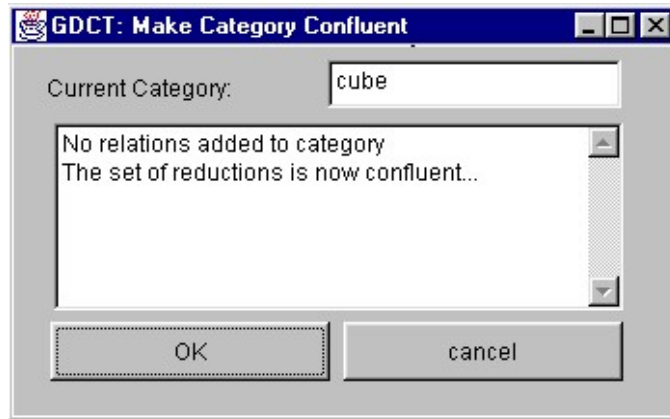 GDCT: Make Category Confluent
Current Category: cube
No relations added to category
The set of reductions is now confluent...
OK cancel